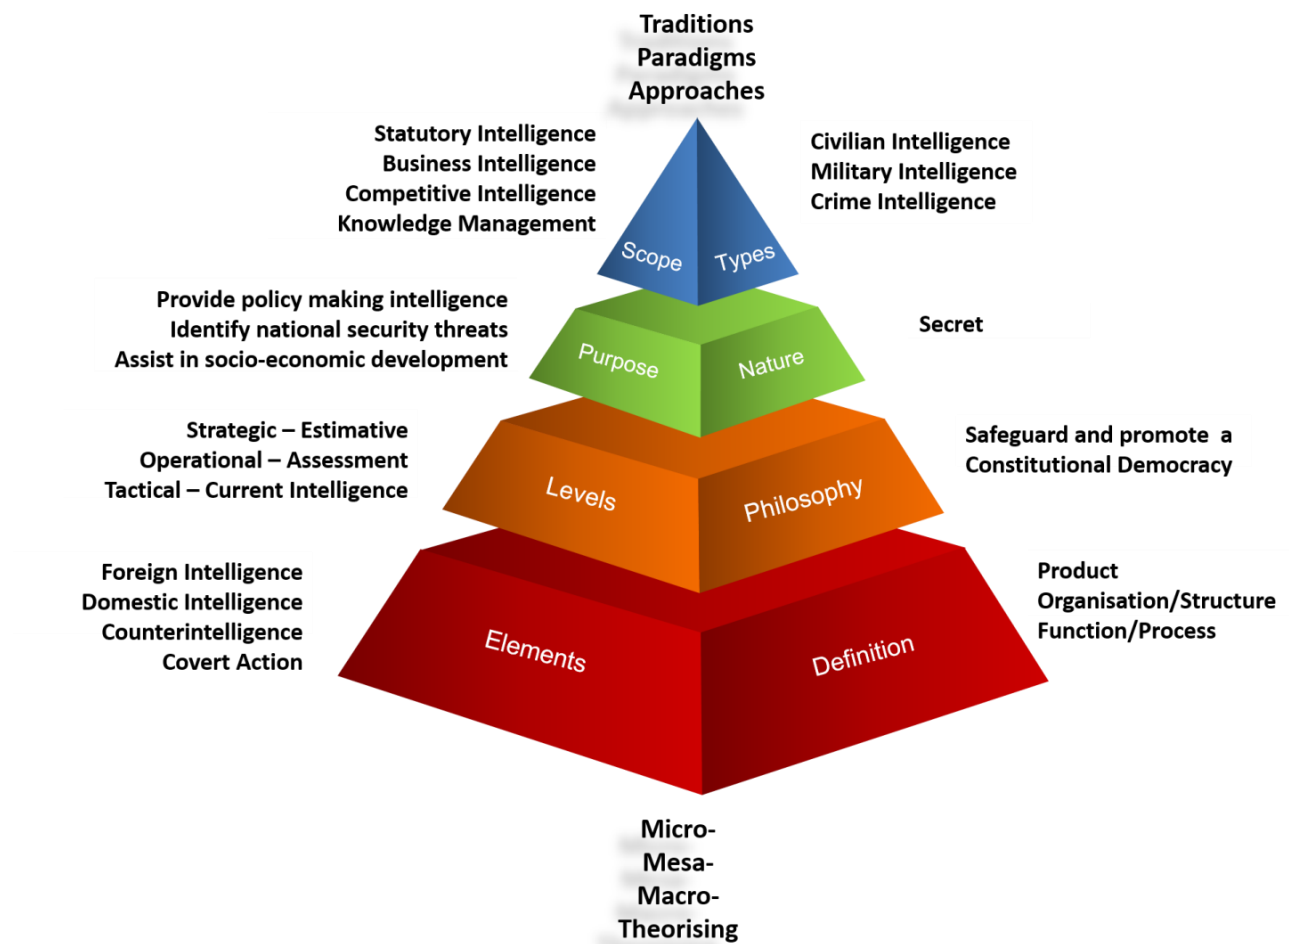 Traditions
Paradigms
Approaches
Statutory Intelligence
Business Intelligence
Competitive Intelligence
Knowledge Management
Civilian Intelligence
Military Intelligence
Crime Intelligence
Scope
Types
Provide policy making intelligence
Identify national security threats
Assist in socio-economic development
Secret
Purpose
Nature
Strategic – Estimative
Operational – Assessment
Tactical – Current Intelligence
Safeguard and promote a
Constitutional Democracy
Levels
Philosophy
Foreign Intelligence
Domestic Intelligence
Counterintelligence
Covert Action
Product
Organisation/Structure
Function/Process
Elements
Definition
Micro-
Mesa-
Macro-
Theorising